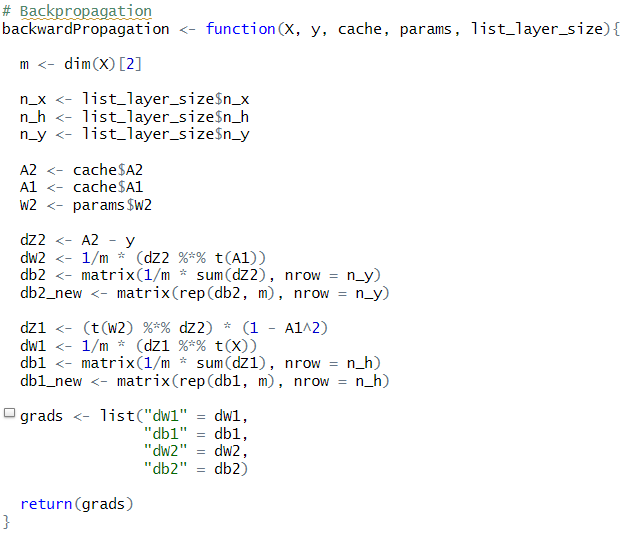 # Backpropagation
backwardPropagation <- function(X, y, cache, params, list_layer_size){
m <- dim(X)[2]
n_x <- list_layer_size$n_x
n_h <- list_layer_size$n_h
n_y <- list_layer_size$n_y
A2 <- cache$A2
A1 <- cache$A1
W2 <- params$W2
dZ2 <- A2 - y
dW2 <- 1/m * (dZ2 %*% t(A1))
db2 <- matrix(1/m * sum(dZ2), nrow = n_y)
db2_new <- matrix(rep(db2, m), nrow = n_y)
dZ1 <- (t(W2) %*% dZ2) * (1 - A1^2)
dW1 <- 1/m * (dZ1 %*% t(X))
db1 <- matrix(1/m * sum(dZ1), nrow = n_h)
db1_new <- matrix(rep(db1, m), nrow = n_h)
grads <- list("dW1" = dW1,
"db1" = db1,
"dW2" = dW2,
"db2" = db2)
return(grads)
}